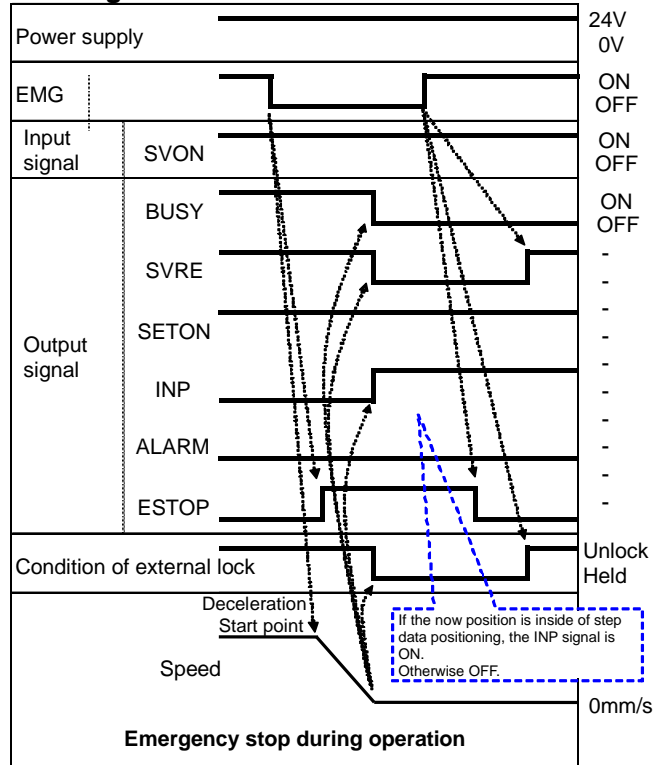 24V
Power supply
0V
EMG
ON
OFF
Input
signal
SVON
ON
OFF
BUSY
ON
OFF
SVRE
-
-
SETON
-
-
Output
signal
INP
-
-
ALARM
-
-
ESTOP
-
Condition of external lock
Unlock
Held
Deceleration
Start point
If the now position is inside of step
data positioning, the INP signal is
ON.
Otherwise OFF.
Speed
0mm/s
Emergency stop during operation